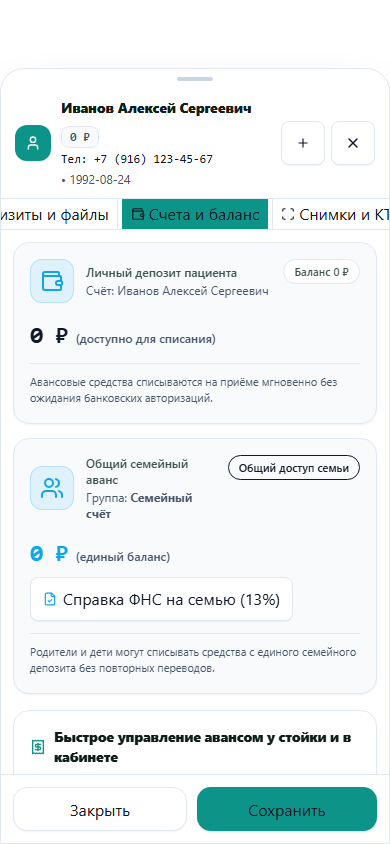 Иванов Алексей Сергеевич
0 ₽
Тел: +7 (916) 123-45-67
• 1992-08-24
изиты и файлы
Счета и баланс
Снимки и КТ
Личный депозит пациента
Баланс 0 ₽
Счёт: Иванов Алексей Сергеевич
0 ₽ (доступно для списания)
Авансовые средства списываются на приёме мгновенно без
ожидания банковских авторизаций.
Общий семейный
аванс
Общий доступ семьи
Группа: Семейный
счёт
0 ₽ (единый баланс)
Справка ФНС на семью (13%)
Родители и дети могут списывать средства с единого семейного
депозита без повторных переводов.
Быстрое управление авансом у стойки и в
кабинете
Закрыть
Сохранить